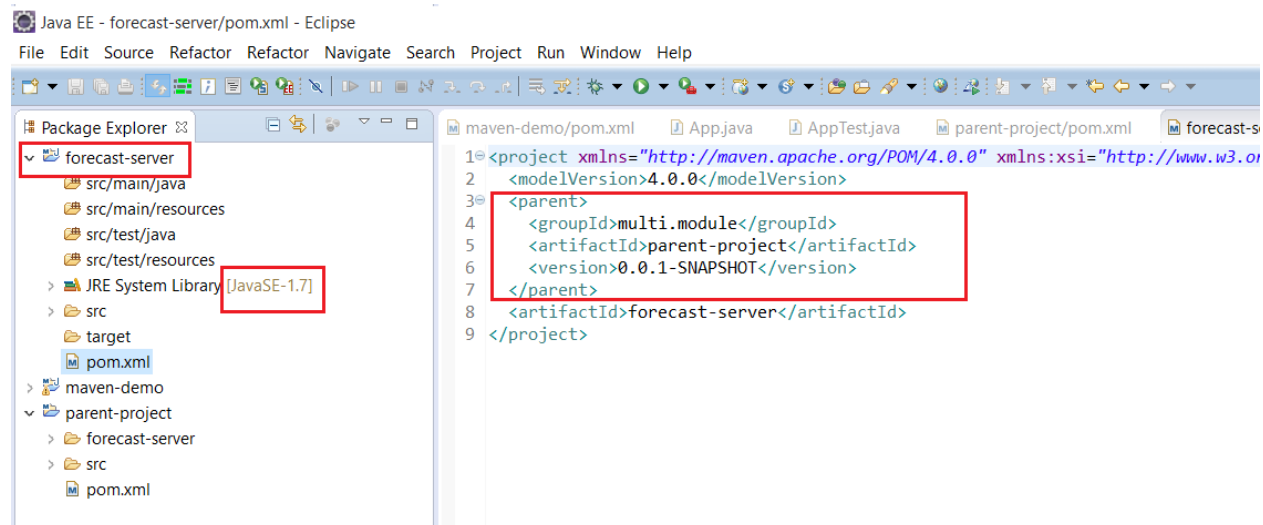 Java EE - forecast-server/pom.xml - Eclipse
File Edit Source Refactor Refactor Navigate Search Project Run Window Help
Package Explorer
maven-demo/pom.xml App.java AppTest.java parent-project/pom.xml
forecast-server
src/main/java
src/main/resources
src/test/java
src/test/resources
JRE System Library [JavaSE-1.7]
src
target
pom.xml
maven-demo
parent-project
forecast-server
src
pom.xml
1 <project xmlns="http://maven.apache.org/POM/4.0.0" xmlns:xsi="http://www.w3.or
2 <modelVersion>4.0.0</modelVersion>
3 <parent>
4 <groupId>multi.module</groupId>
5 <artifactId>parent-project</artifactId>
6 <version>0.0.1-SNAPSHOT</version>
7 </parent>
8 <artifactId>forecast-server</artifactId>
9 </project>